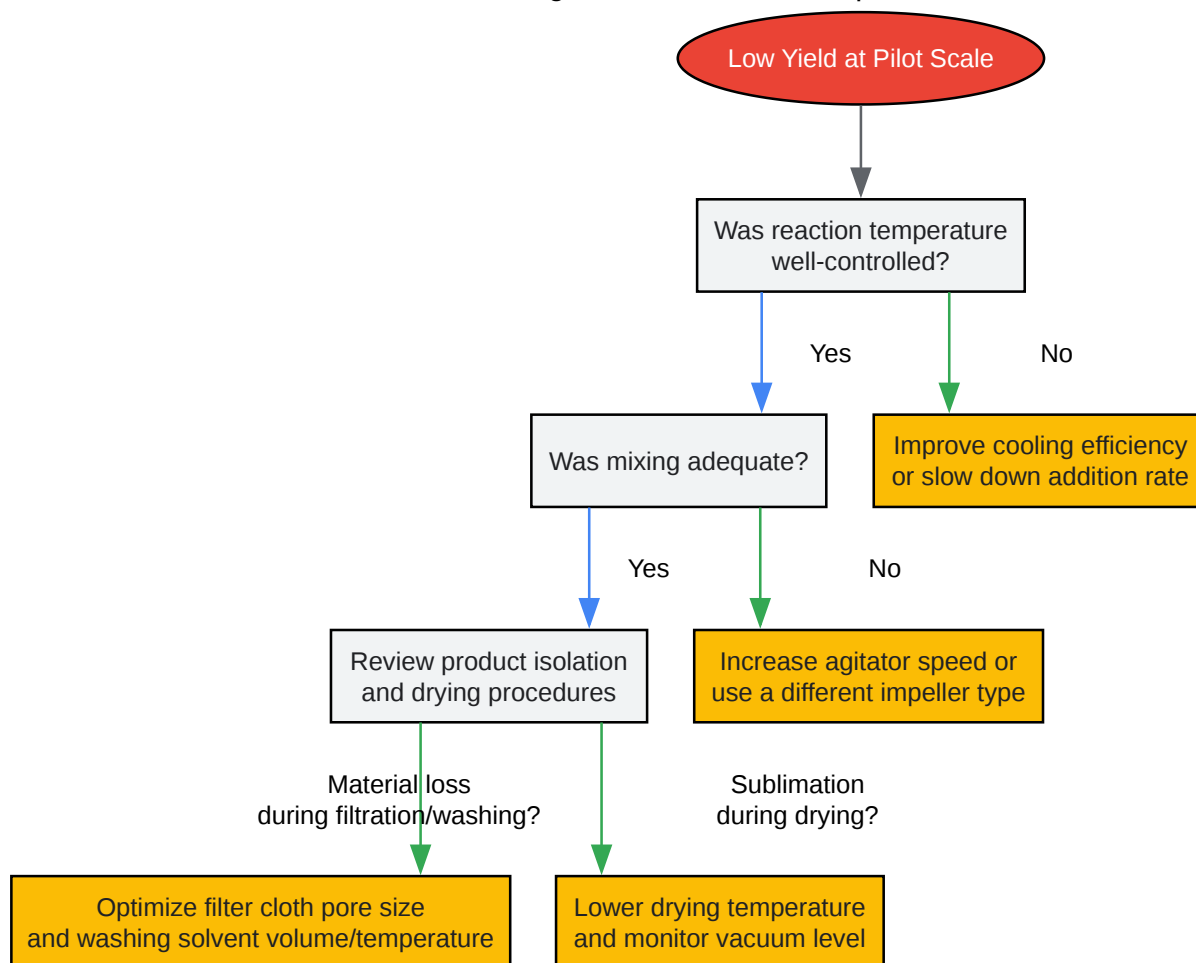 Low Yield at Pilot Scale
Was reaction temperature
well-controlled?
Yes
No
Was mixing adequate?
Improve cooling efficiency
or slow down addition rate
Yes
No
Review product isolation
and drying procedures
Increase agitator speed or
use a different impeller type
Material loss
during filtration/washing?
Sublimation
during drying?
Optimize filter cloth pore size
and washing solvent volume/temperature
Lower drying temperature
and monitor vacuum level